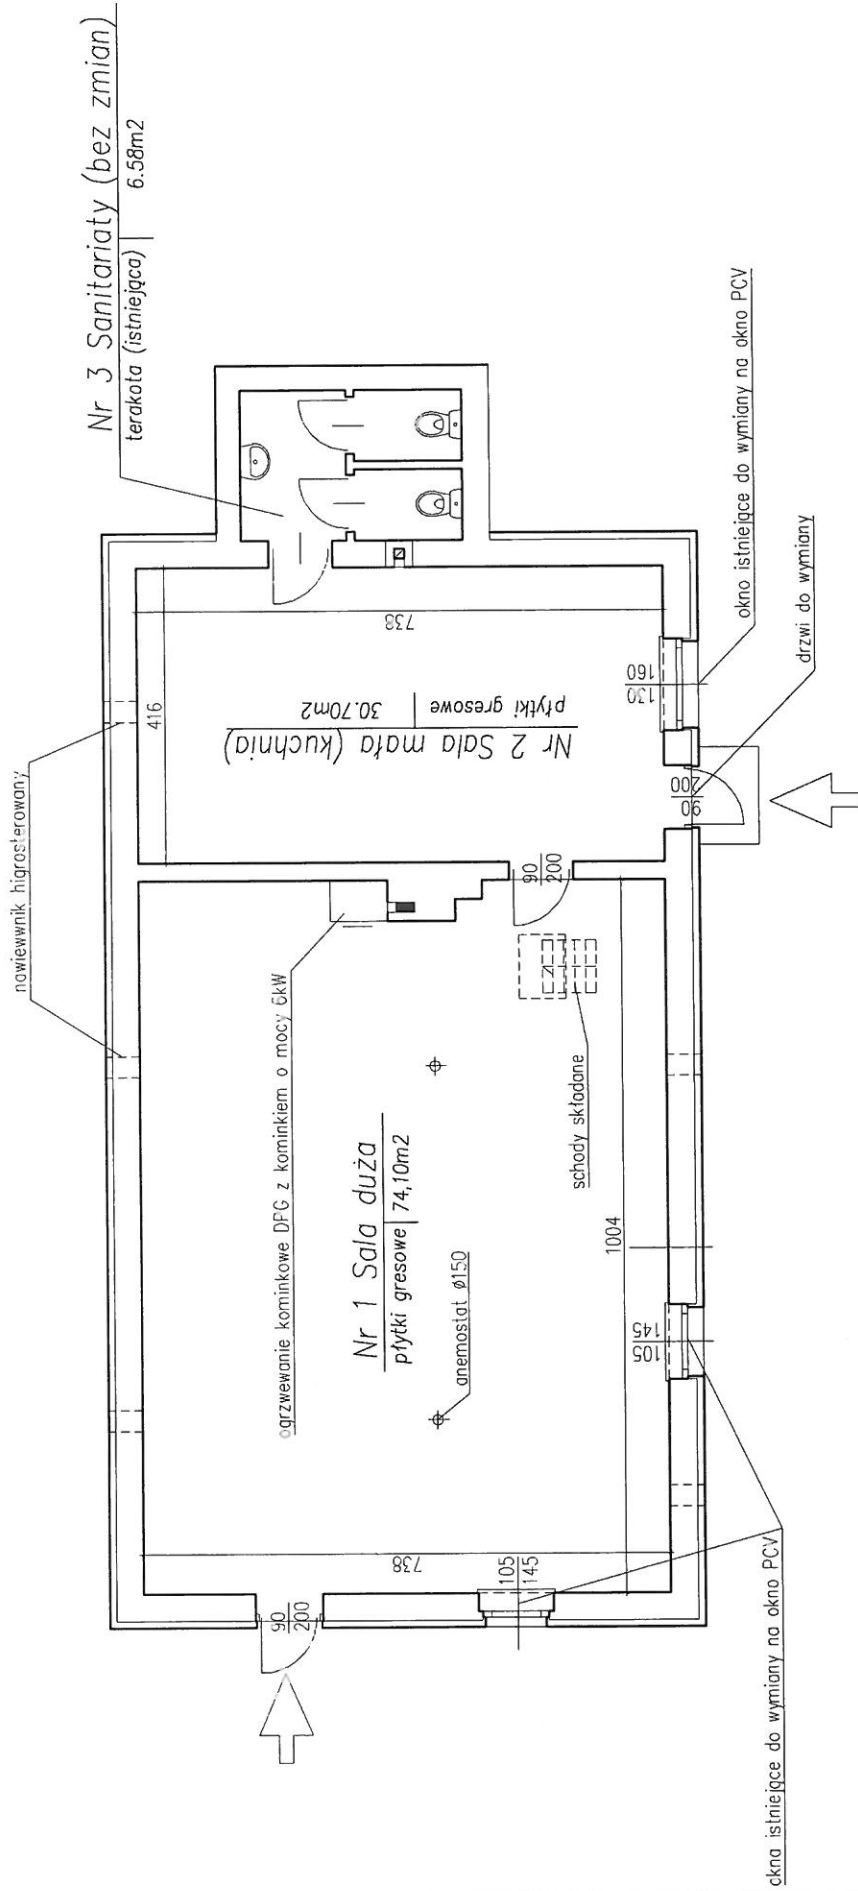 Nr 3 Sanitariaty (bez zmian)
terakota (istniejąca) 6.58m2
nawiewnik higrosterowany
416
738
Nr 2 Sala mała (kuchnia)
płytki gresowe 30.70m2
130
160
okno istniejące do wymiany na okno PCV
90
200
drzwi do wymiany
90
200
ogrzewanie kominkowe DPG z kominkiem o mocy 6kW
schody składane
Nr 1 Sala duża
płytki gresowe 74,10m2
anemostat ø150
1004
105
145
738
105
145
90
200
okna istniejące do wymiany na okno PCV